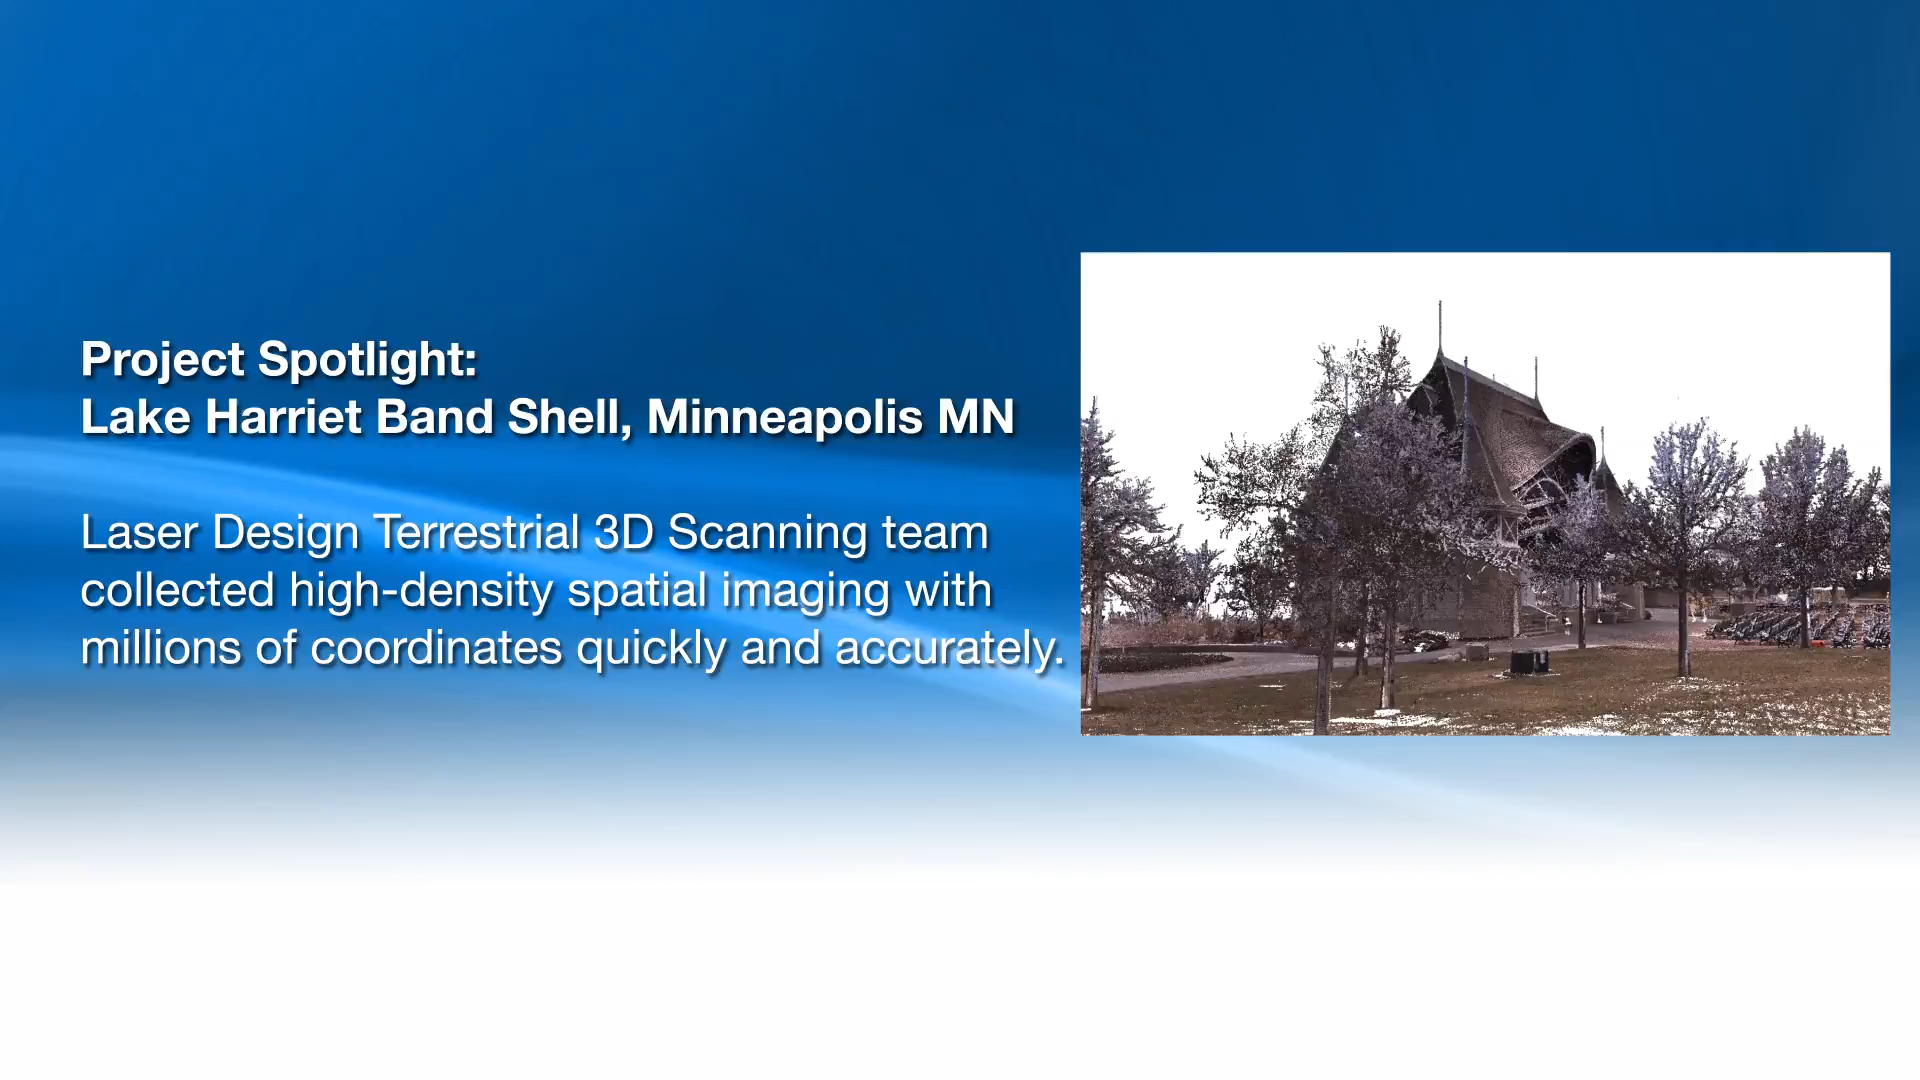 Project Spotlight:
Lake Harriet Band Shell, Minneapolis MN
Laser Design Terrestrial 3D Scanning team
collected high-density spatial imaging with
millions of coordinates quickly and accurately.